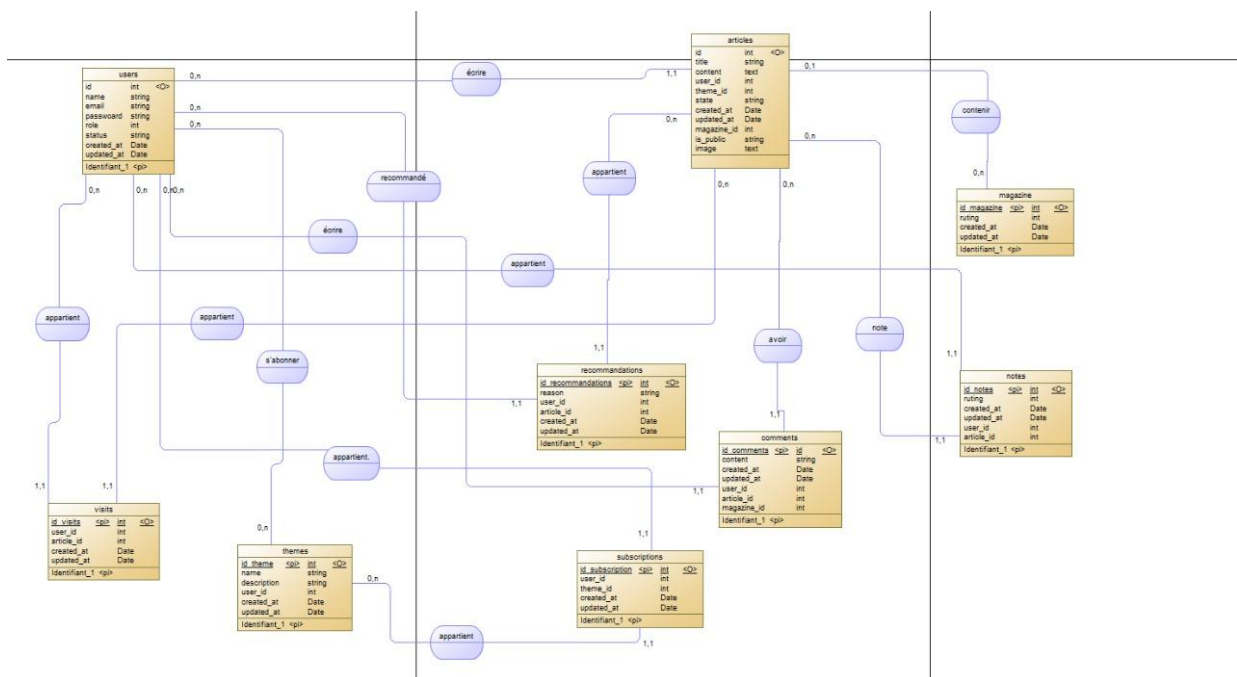 articles
id int <O>
title string
content text
user_id int
theme_id int
state string
created_at Date
updated_at Date
magazine_id int
is_public string
image text
users
id int <O>
name string
email string
passwoard string
role int
status string
created_at Date
updated_at Date
Identifiant_1 <pi>
0,n
écrire
1,1
0,n
0,n
0,1
contenir
0,n
magazine
id_magazine <pi> int <O>
ruting int
created_at Date
updated_at Date
Identifiant_1 <pi>
0,n
0,n
0,n
0,n
recommandé
écrire
0,n
appartient
0,n
0,n
0,n
appartient
appartient
appartient
s'abonner
avoir
note
1,1
recommandations
id_recommandations <pi> int <O>
reason string
user_id int
article_id int
created_at Date
updated_at Date
Identifiant_1 <pi>
1,1
1,1
notes
id_notes <pi> int <O>
ruting int
created_at Date
updated_at Date
user_id int
article_id int
Identifiant_1 <pi>
1,1
1,1
comments
id_comments <pi> id <O>
content string
created_at Date
updated_at Date
user_id int
article_id int
magazine_id int
Identifiant_1 <pi>
1,1
1,1
1,1
visits
id_visits <pi> int <O>
user_id int
article_id int
created_at Date
updated_at Date
Identifiant_1 <pi>
appartient.
0,n
themes
id_theme <pi> int <O>
name string
description string
user_id int
created_at Date
updated_at Date
Identifiant_1 <pi>
1,1
subscriptions
id_subscription <pi> int <O>
user_id int
theme_id int
created_at Date
updated_at Date
Identifiant_1 <pi>
0,n
appartient
1,1